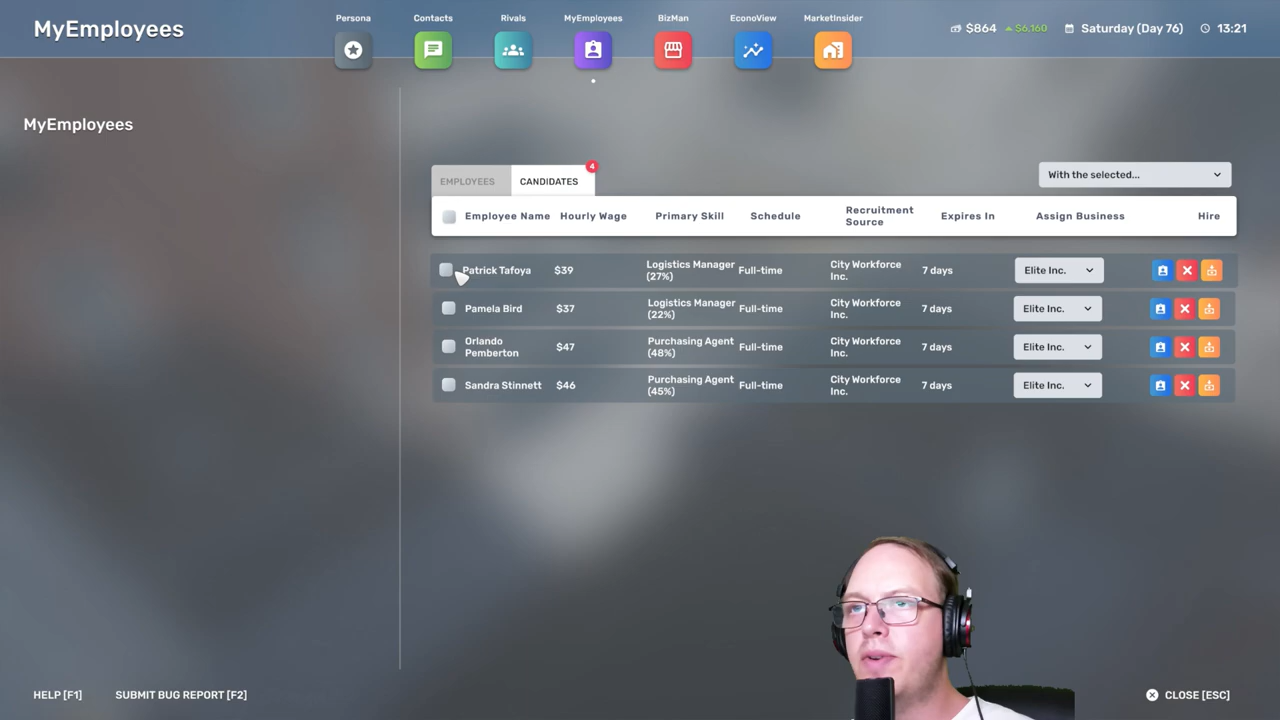 MyEmployees
Persona
Contacts
Rivals
MyEmployees
BizMan
EconoView
MarketInsider
$864 $6,160 Saturday (Day 76) 13:21
MyEmployees
EMPLOYEES
CANDIDATES
4
With the selected...
Employee Name Hourly Wage Primary Skill Schedule Recruitment Source Expires In Assign Business Hire
Patrick Tafoya $39 Logistics Manager (27%) Full-time City Workforce Inc. 7 days Elite Inc.
Pamela Bird $37 Logistics Manager (22%) Full-time City Workforce Inc. 7 days Elite Inc.
Orlando Pemberton $47 Purchasing Agent (48%) Full-time City Workforce Inc. 7 days Elite Inc.
Sandra Stinnett $46 Purchasing Agent (45%) Full-time City Workforce Inc. 7 days Elite Inc.
HELP [F1] SUBMIT BUG REPORT [F2] CLOSE [ESC]